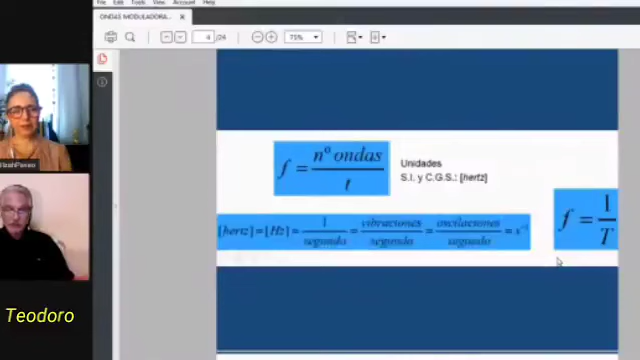 File Edit Tools View Account Help
ONDAS MODULADORA...
4 /24
75%
f = nº ondas / t
Unidades
S.I. y C.G.S.: [hertz]
f = 1 / T
[hertz] = [Hz] = 1 / segundo = vibraciones / segundo = oscilaciones / segundo = s⁻¹
Teodoro